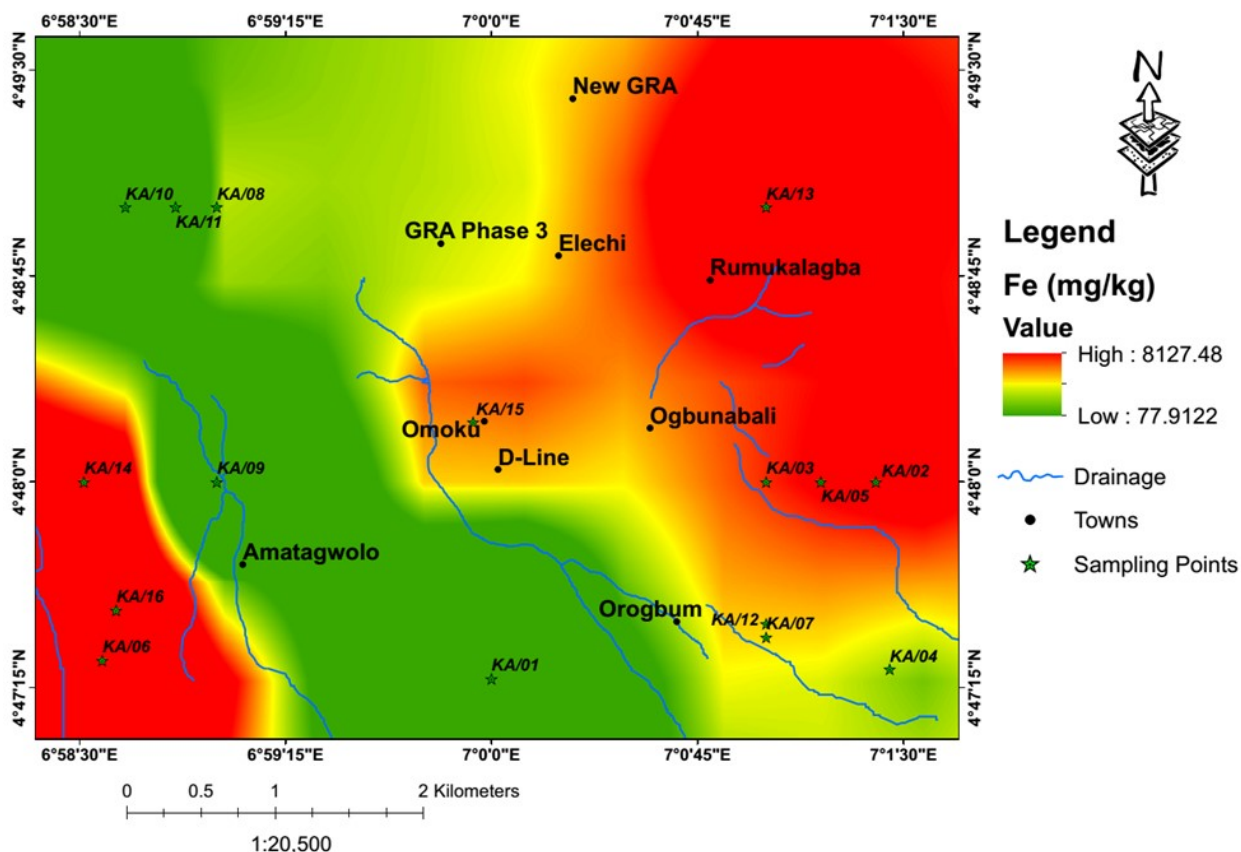 6°58'30"E 6°59'15"E 7°0'0"E 7°0'45"E 7°1'30"E
4°49'30"N
4°49'30"N
New GRA
N
KA/10
KA/08
KA/11
KA/13
GRA Phase 3
Elechi
Rumukalagba
4°48'45"N
4°48'45"N
KA/15
Omoku
Ogbunabali
D-Line
KA/14
KA/09
KA/03
KA/02
KA/05
4°48'0"N
4°48'0"N
Amatagwolo
KA/16
Orogbum
KA/12
KA/07
KA/06
KA/01
KA/04
4°47'15"N
4°47'15"N
6°58'30"E 6°59'15"E 7°0'0"E 7°0'45"E 7°1'30"E
Legend
Fe (mg/kg)
Value
High : 8127.48
Low : 77.9122
Drainage
Towns
Sampling Points
0 0.5 1 2 Kilometers
1:20.500